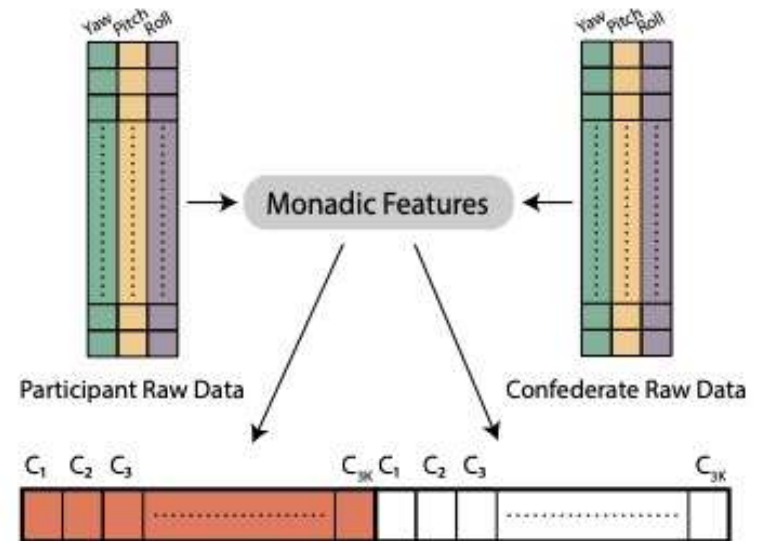 Yaw Pitch Roll
Yaw Pitch Roll
Monadic Features
Participant Raw Data
Confederate Raw Data
C₁ C₂ C₃ C₃ₖ C₁ C₂ C₃ C₃ₖ